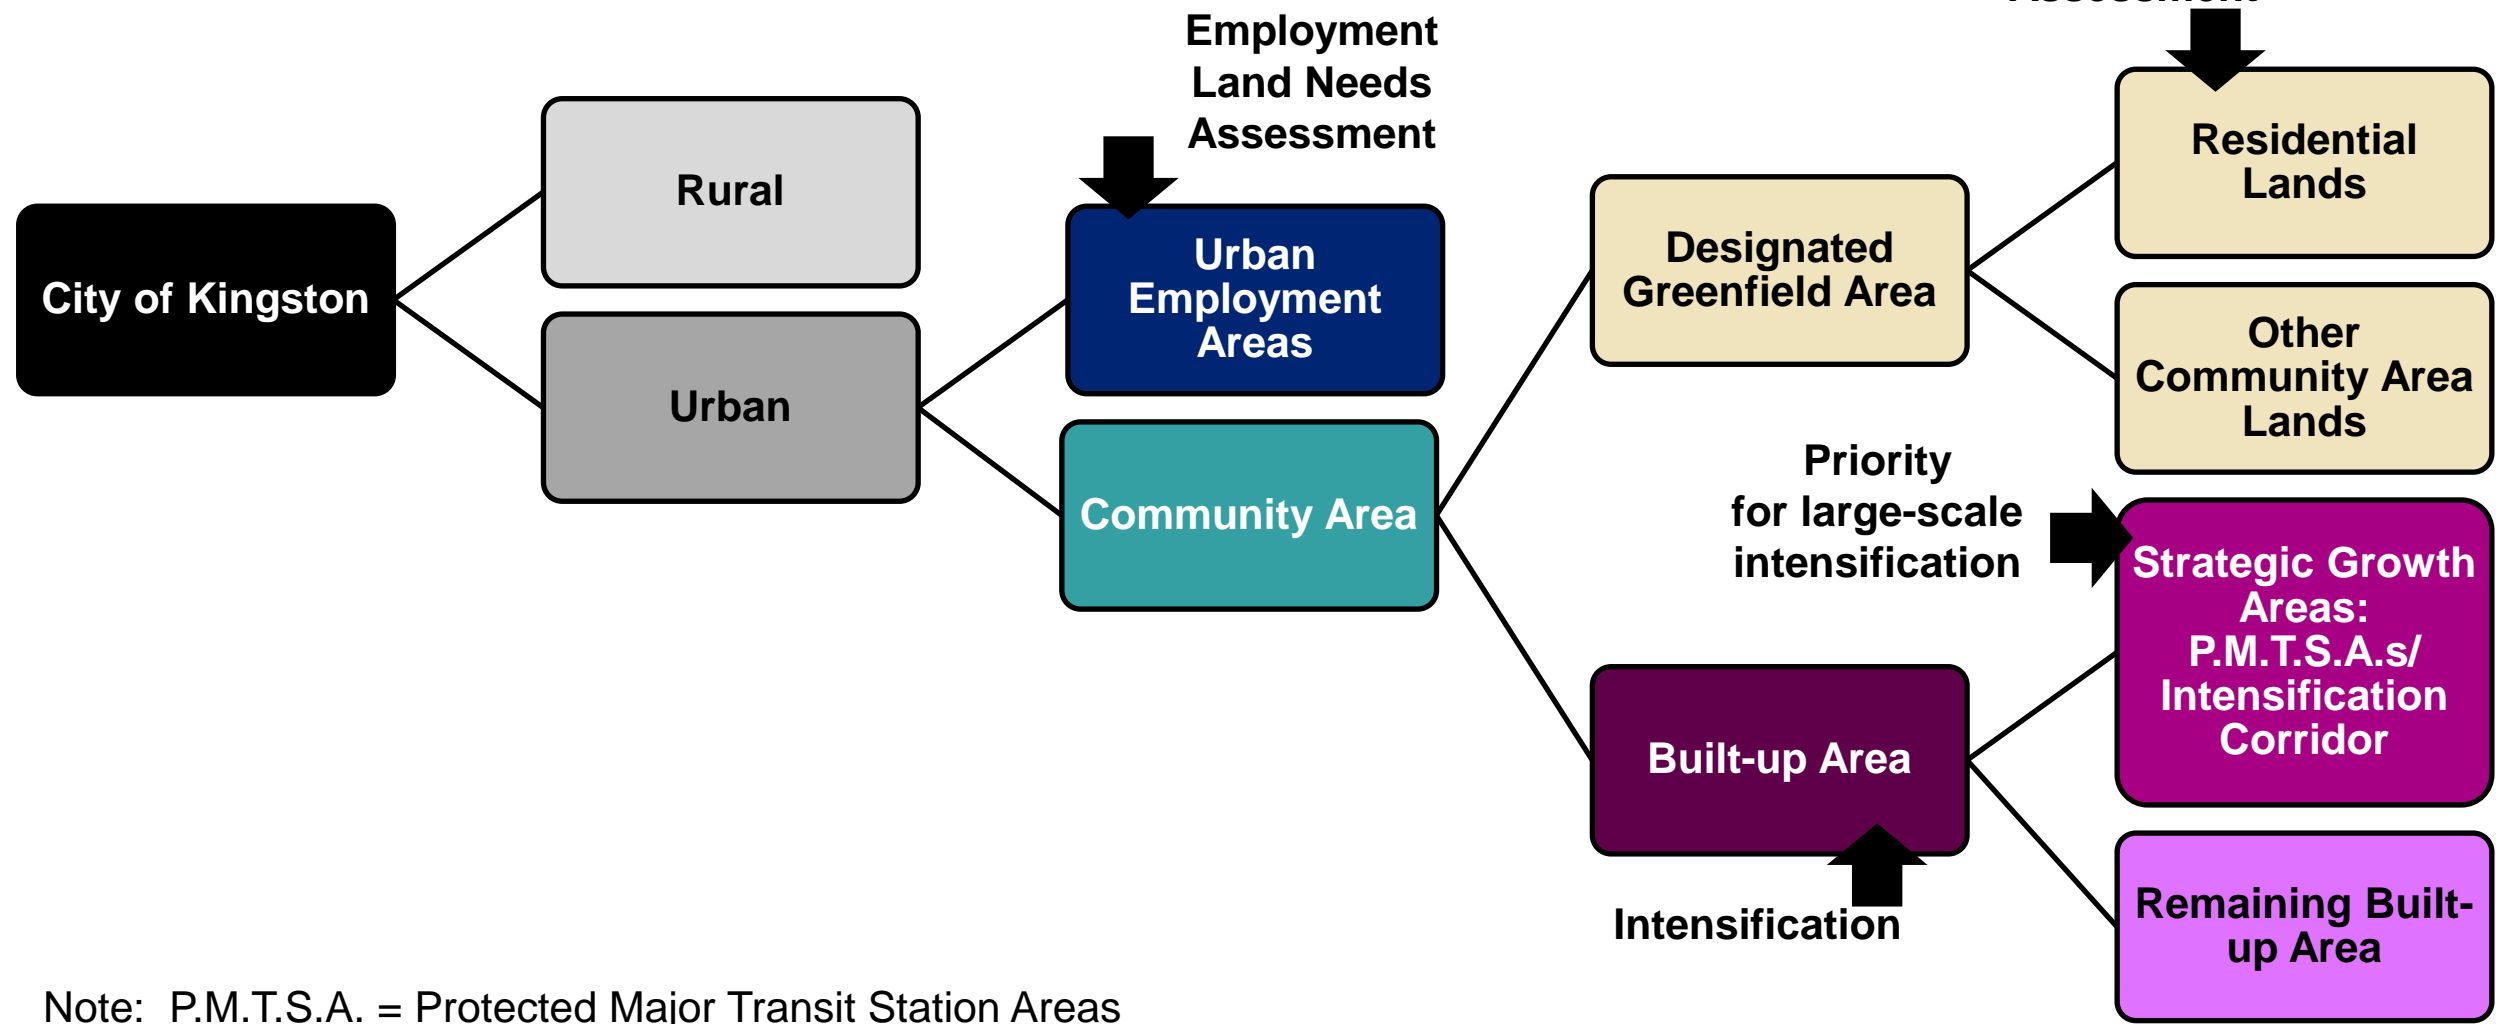 Employment
Land Needs
Assessment
City of Kingston
Rural
Urban
Urban
Employment
Areas
Community Area
Designated
Greenfield Area
Residential
Lands
Other
Community Area
Lands
Priority
for large-scale
intensification
Strategic Growth
Areas:
P.M.T.S.A.s/
Intensification
Corridor
Built-up Area
Intensification
Remaining Built-
up Area
Note: P.M.T.S.A. = Protected Major Transit Station Areas